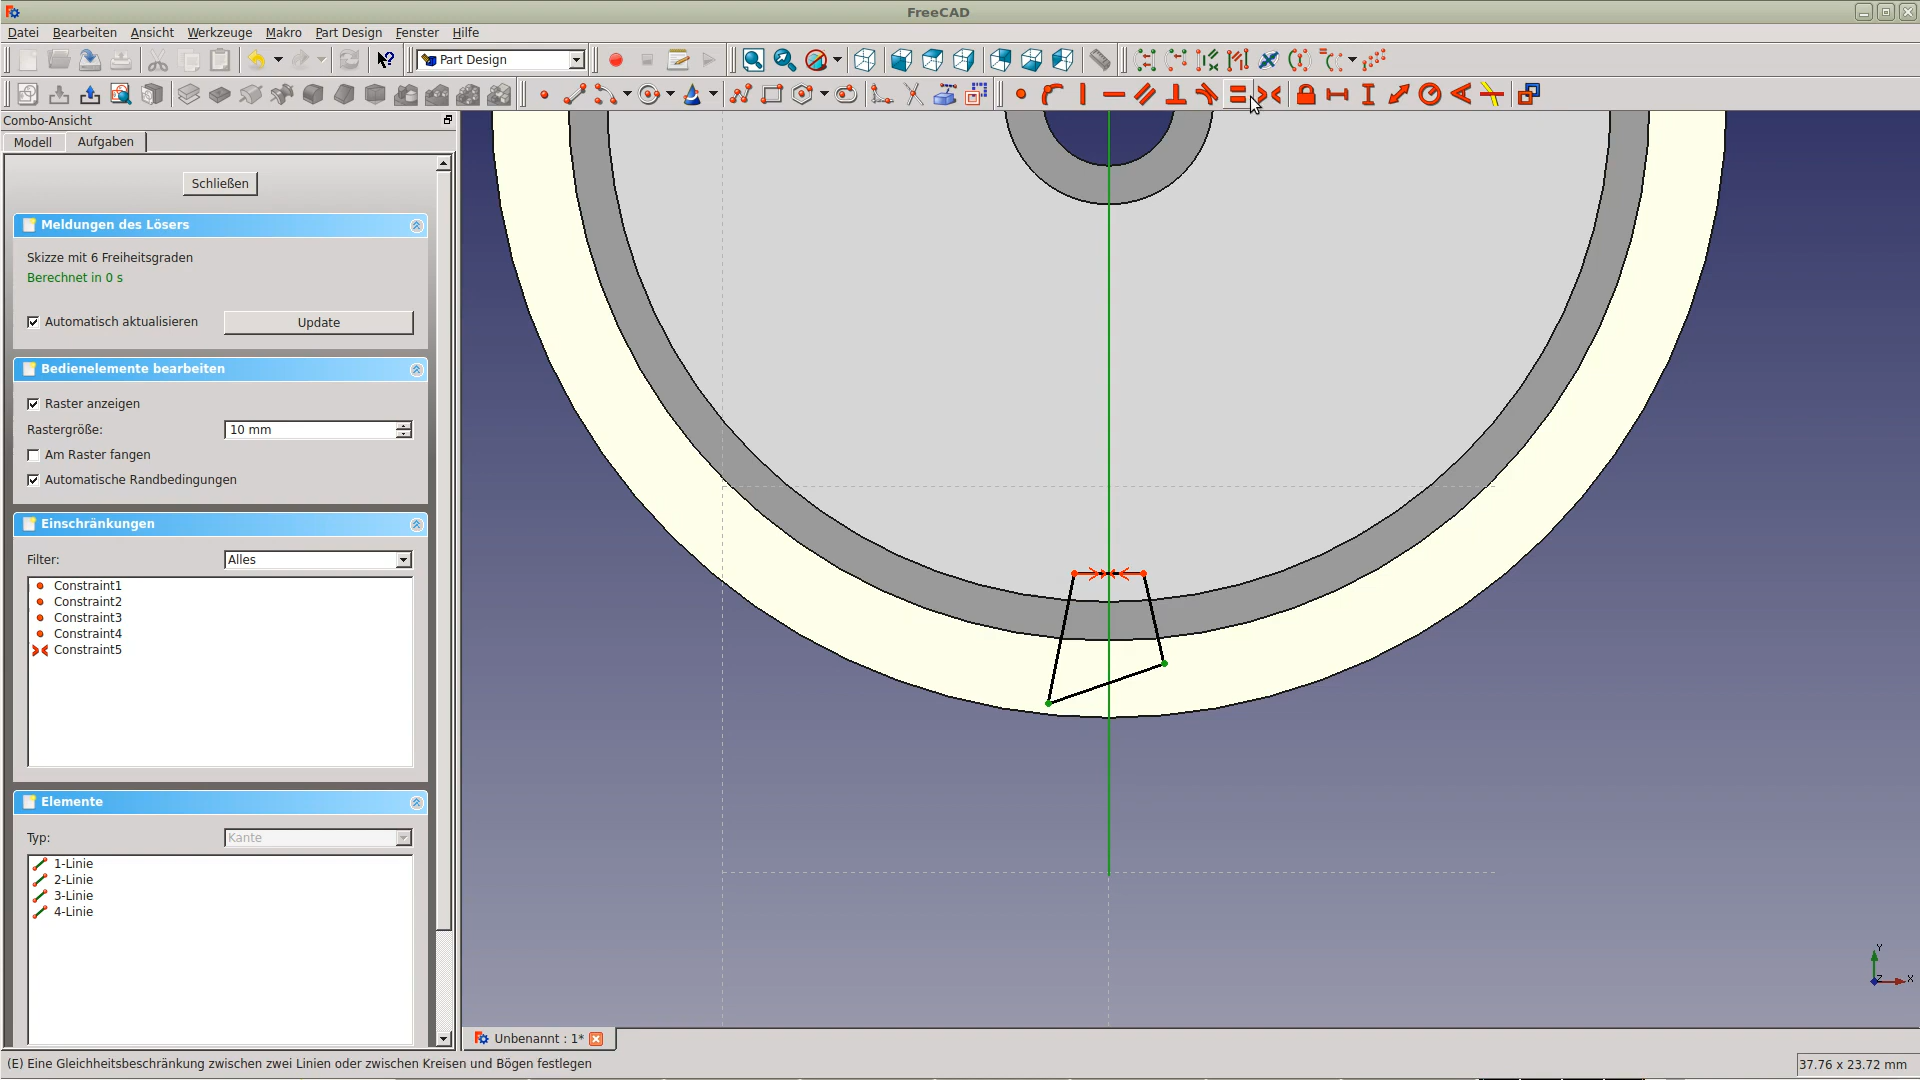 FreeCAD
Datei Bearbeiten Ansicht Werkzeuge Makro Part Design Fenster Hilfe
Part Design
Combo-Ansicht
Modell Aufgaben
Schließen
Meldungen des Lösers
Skizze mit 6 Freiheitsgraden
Berechnet in 0 s
Automatisch aktualisieren Update
Bedienelemente bearbeiten
Raster anzeigen
Rastergröße: 10 mm
Am Raster fangen
Automatische Randbedingungen
Einschränkungen
Filter: Alles
Constraint1
Constraint2
Constraint3
Constraint4
Constraint5
Elemente
Typ: Kante
1-Linie
2-Linie
3-Linie
4-Linie
Y
Z X
Unbenannt : 1*
(E) Eine Gleichheitsbeschränkung zwischen zwei Linien oder zwischen Kreisen und Bögen festlegen
37.76 x 23.72 mm